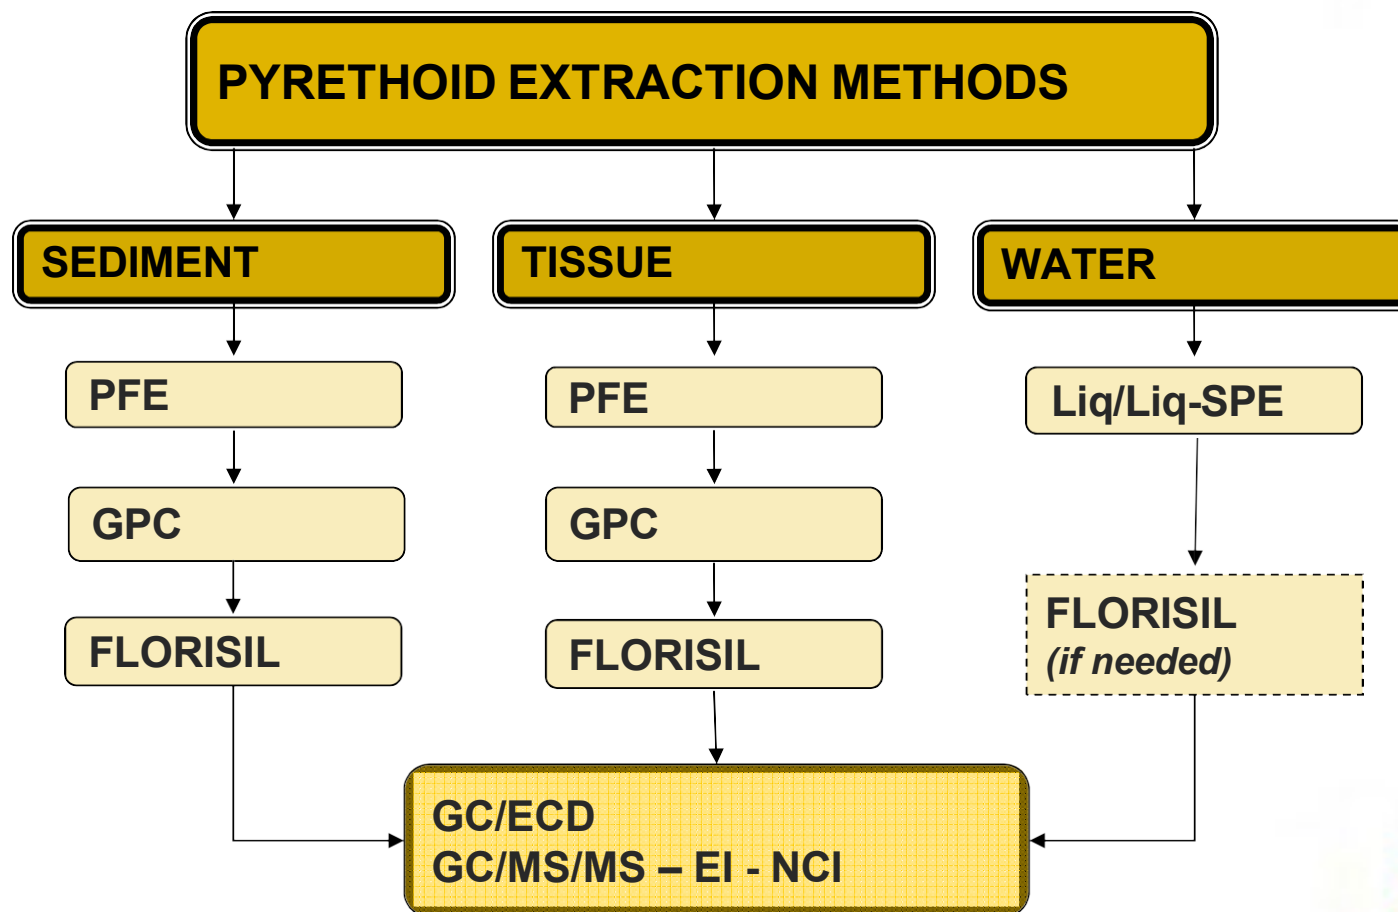 PYRETHOID EXTRACTION METHODS
SEDIMENT
TISSUE
WATER
PFE
PFE
Liq/Liq-SPE
GPC
GPC
FLORISIL
FLORISIL
FLORISIL
(if needed)
GC/ECD
GC/MS/MS – EI - NCI